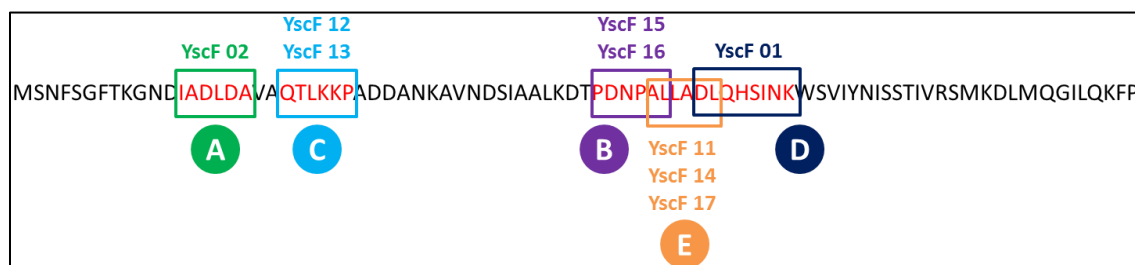 YscF 12 YscF 15
YscF 02 YscF 13 YscF 16 YscF 01
MSNFSGFTKGNDIADLDAVAQTLKKPADDANKAVNDSIAALKDTPDNPALLADLQHSINKWSVIYNISSTIVRSMKDLMQGILQKFP
A C B D
YscF 11
YscF 14
YscF 17
E